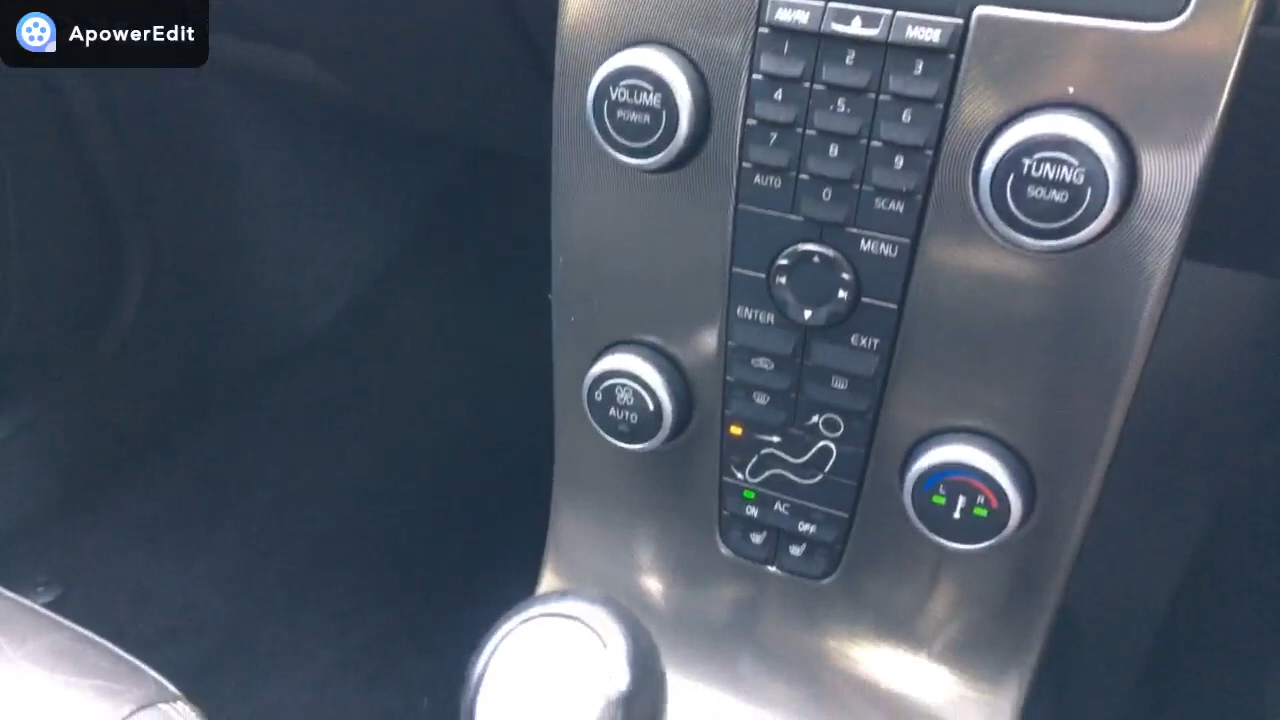 ApowerEdit
AM/FM
MODE
1
2
3
4
.5.
6
7
8
9
AUTO
0
SCAN
MENU
ENTER
EXIT
AC
ON
OFF
VOLUME
POWER
TUNING
SOUND
0
AUTO
L
R